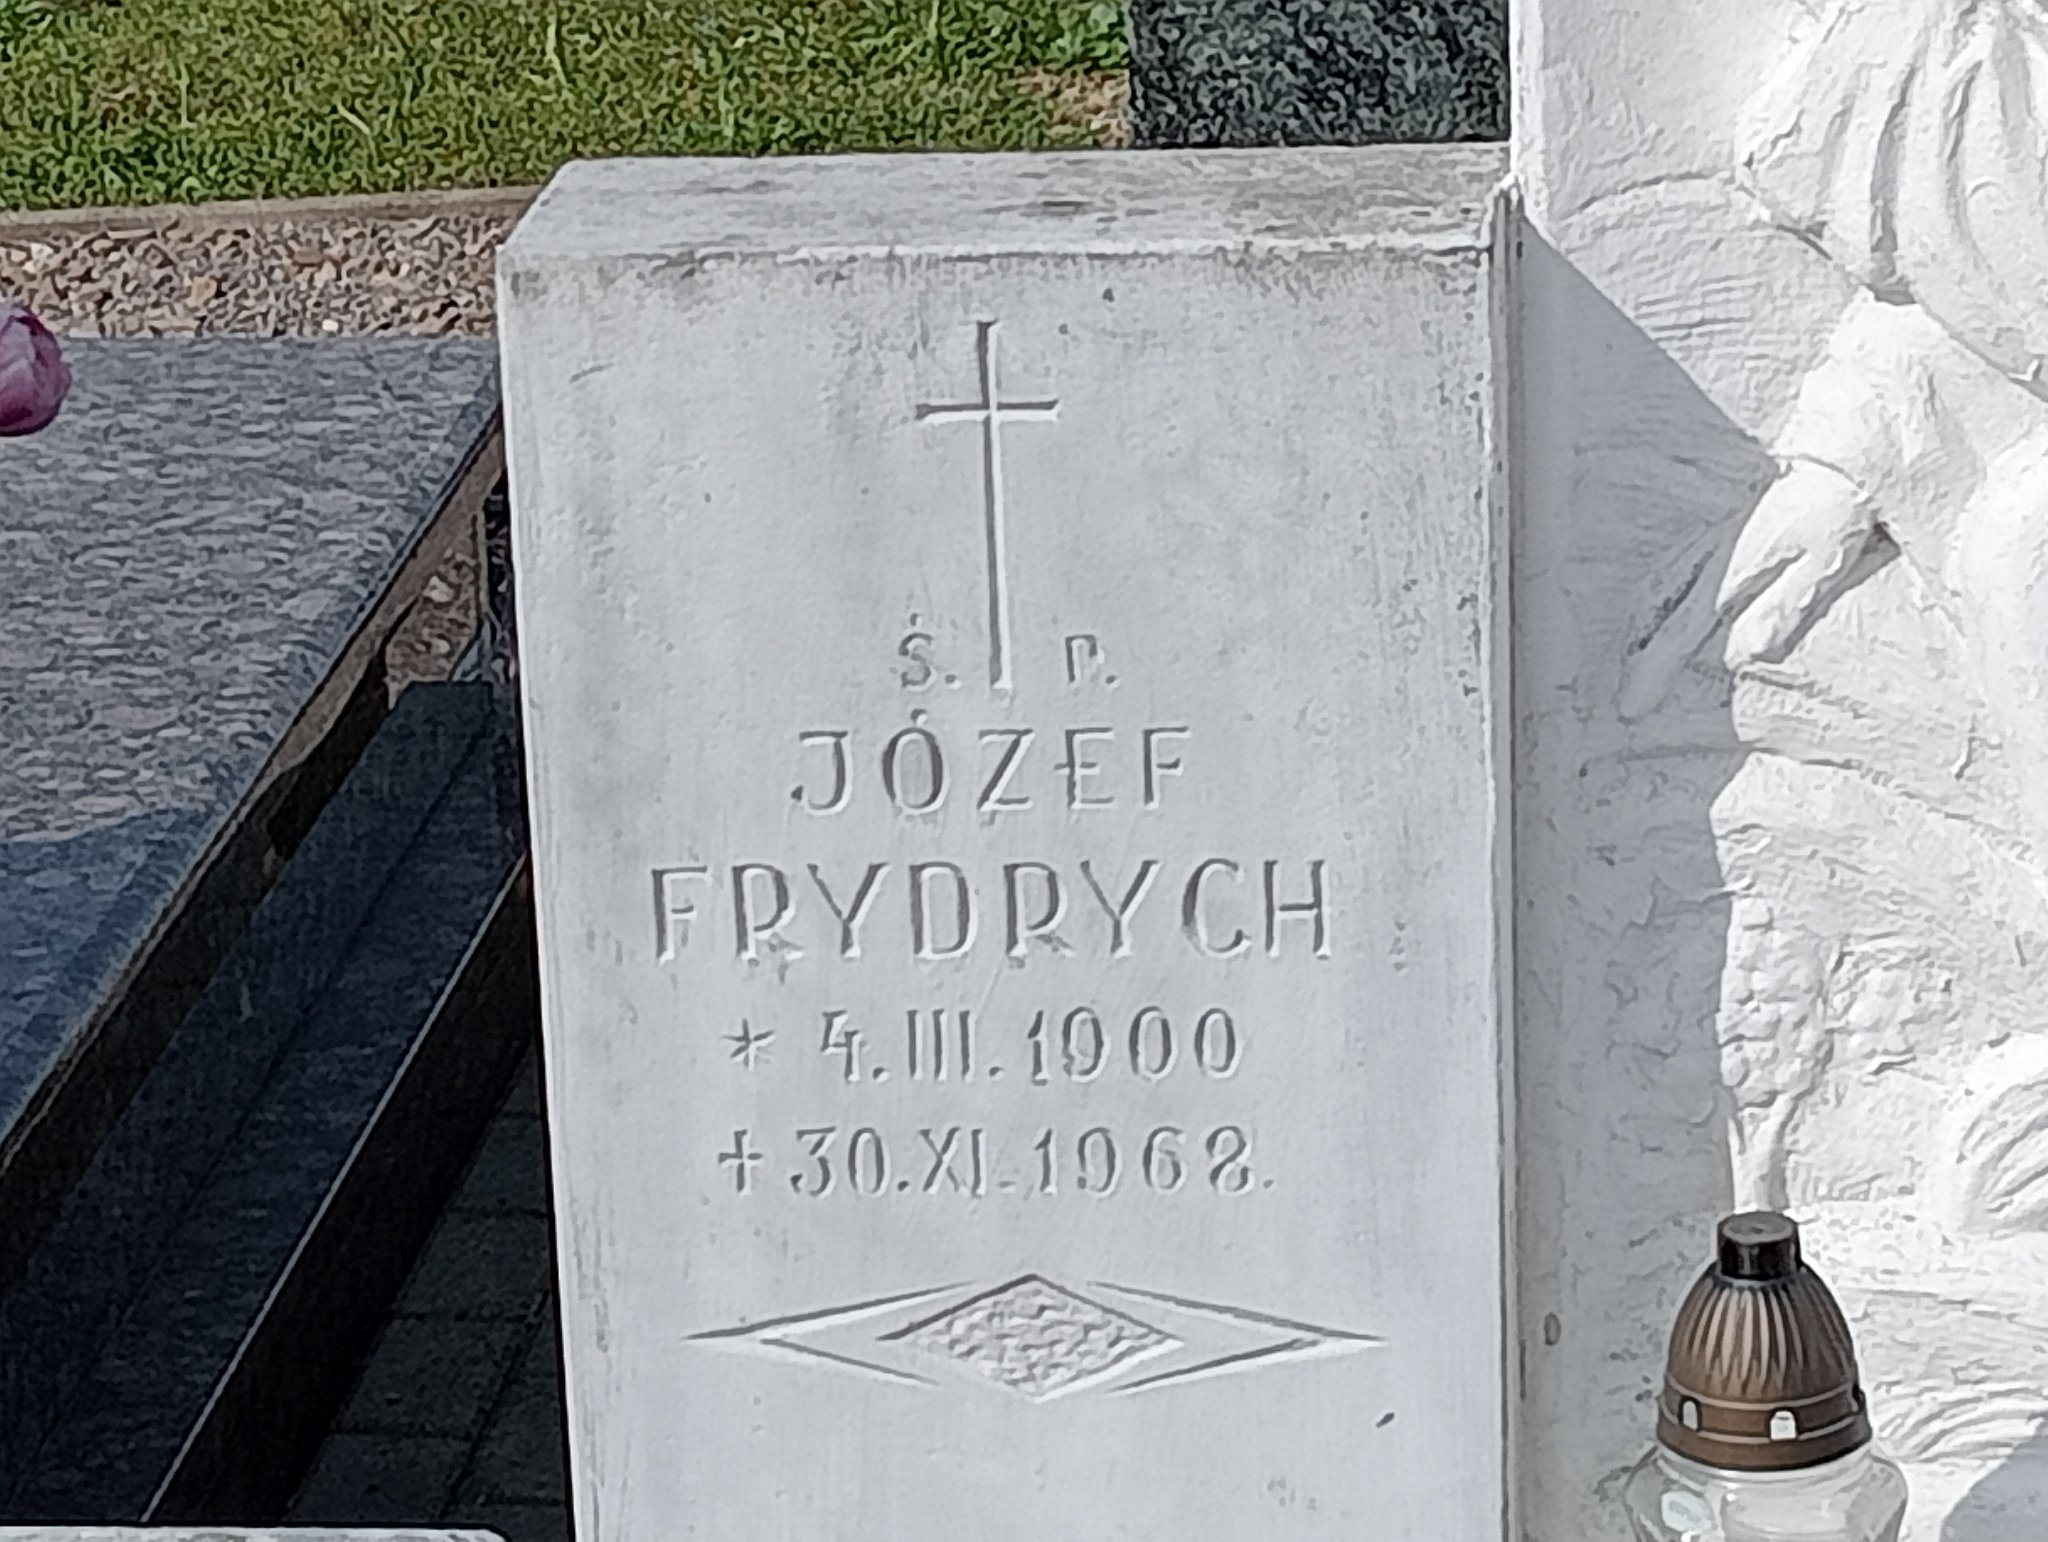 Ś. P.
JÓZEF
FRYDRYCH
* 4.III.1900
+ 30.XI.1968.